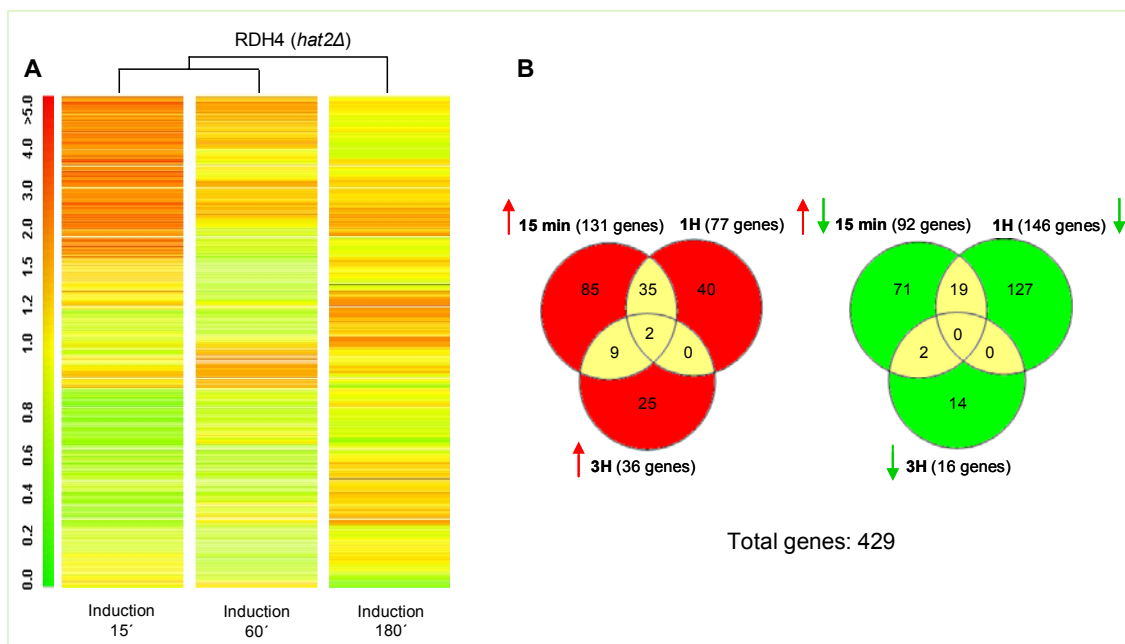 RDH4 (hat2Δ)
A
B
>5.0
4.0
3.0
2.0
1.5
1.2
1.0
0.8
0.6
0.4
0.2
0.0
Induction
15´
Induction
60´
Induction
180´
15 min (131 genes)
1H (77 genes)
85
35
40
2
9
0
25
3H (36 genes)
15 min (92 genes)
1H (146 genes)
71
19
127
0
2
0
14
3H (16 genes)
Total genes: 429